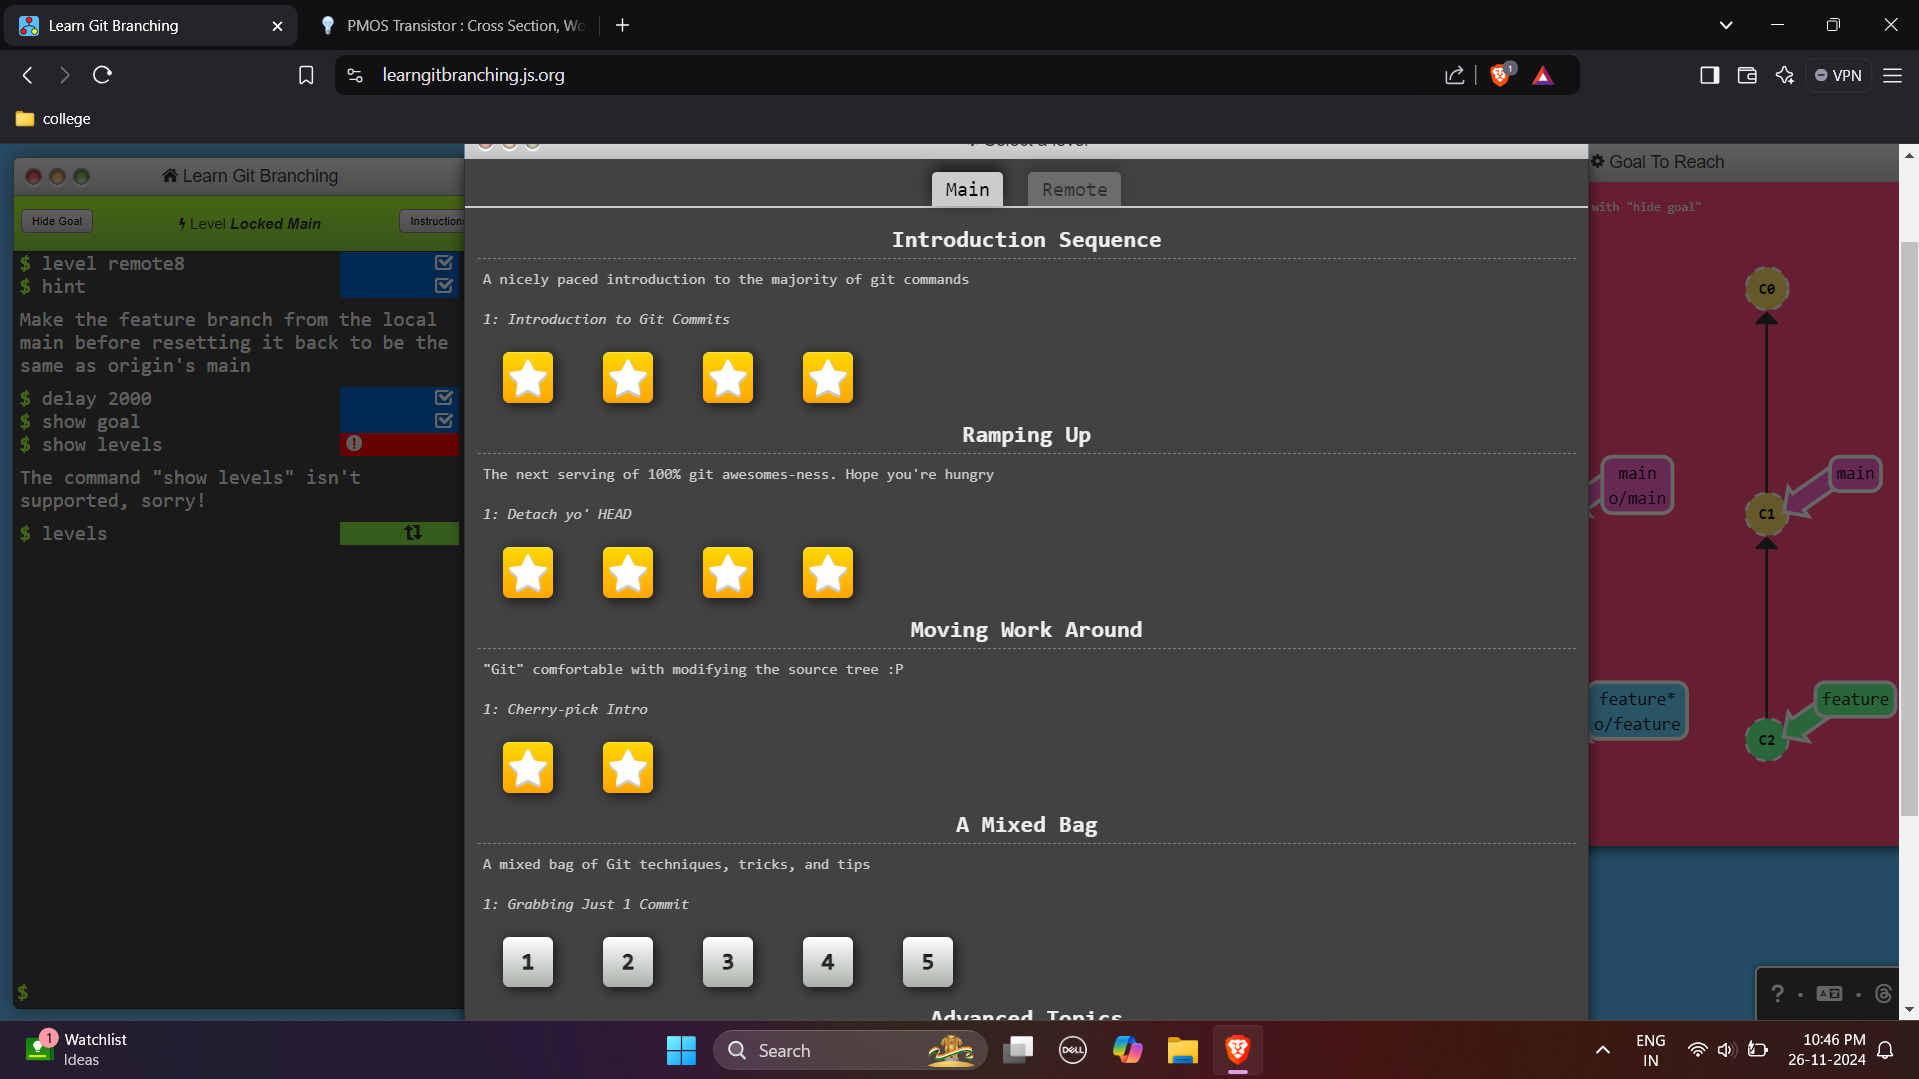 Learn Git Branching
PMOS Transistor : Cross Section, Wo
learngitbranching.js.org
1
VPN
college
Learn Git Branching
Hide Goal
Level Locked Main
Instructions
$ level remote8
$ hint
Make the feature branch from the local
main before resetting it back to be the
same as origin's main
$ delay 2000
$ show goal
$ show levels
The command "show levels" isn't
supported, sorry!
$ levels
$
Select a level
Main
Remote
Introduction Sequence
A nicely paced introduction to the majority of git commands
1: Introduction to Git Commits
Ramping Up
The next serving of 100% git awesomes-ness. Hope you're hungry
1: Detach yo' HEAD
Moving Work Around
"Git" comfortable with modifying the source tree :P
1: Cherry-pick Intro
A Mixed Bag
A mixed bag of Git techniques, tricks, and tips
1: Grabbing Just 1 Commit
1
2
3
4
5
Advanced Topics
Goal To Reach
with "hide goal"
C0
main
o/main
main
C1
feature*
o/feature
feature
C2
?
1
Watchlist
Ideas
Search
DELL
ENG
IN
10:46 PM
26-11-2024